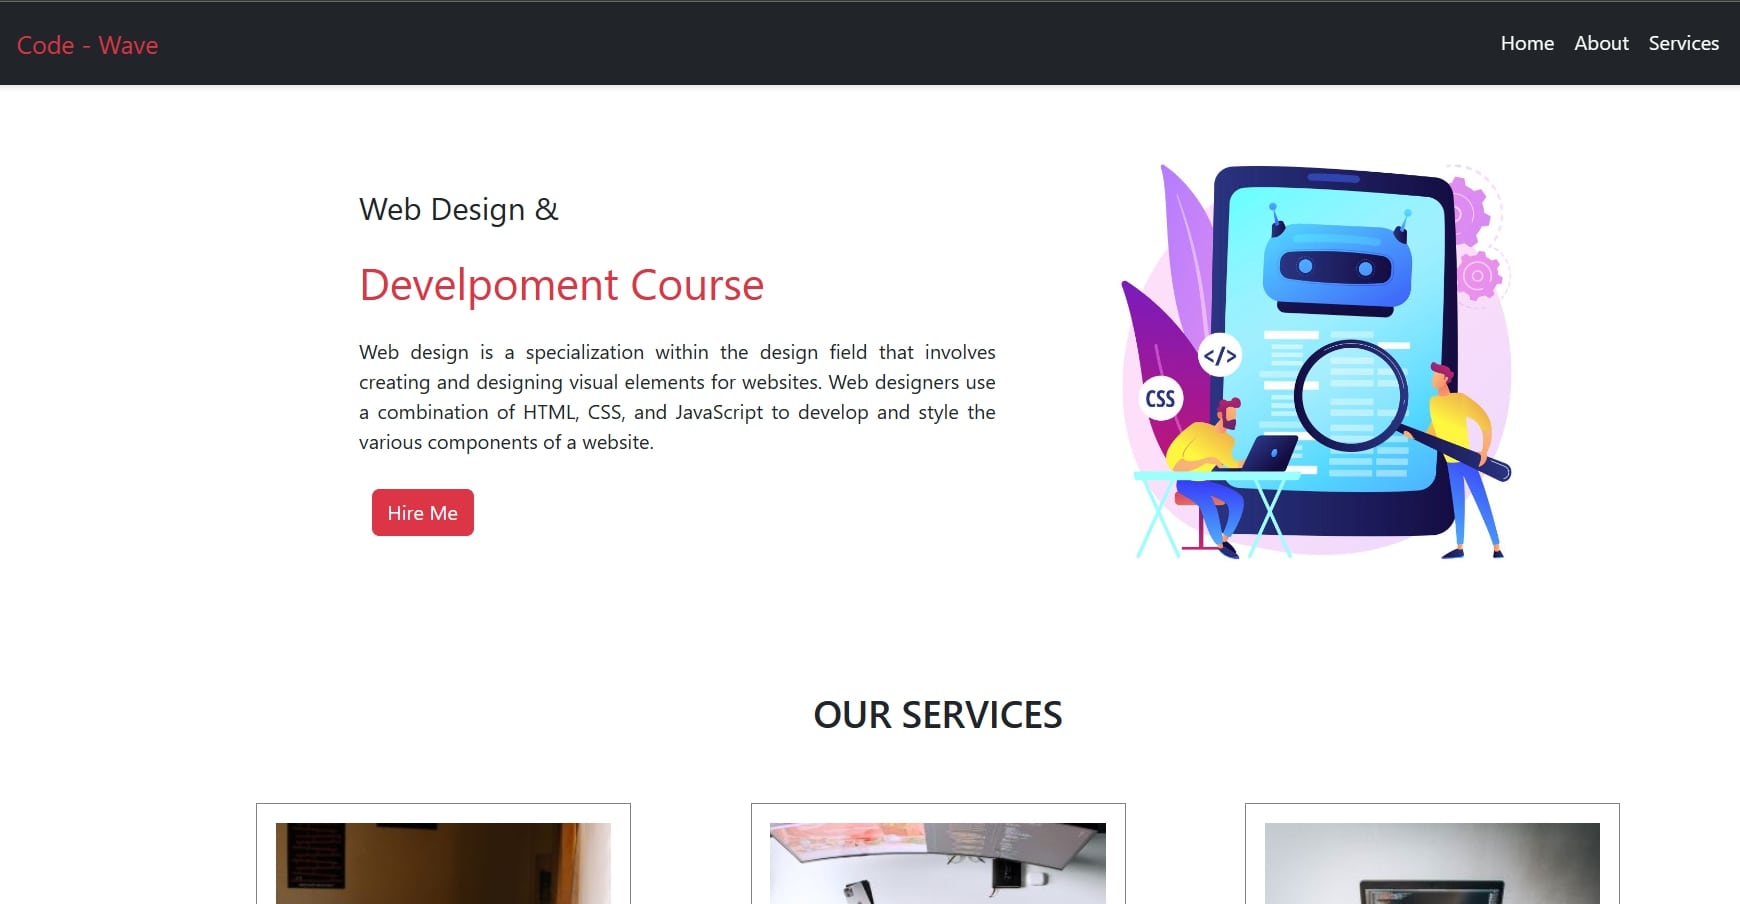 Code - Wave
Home About Services
Web Design &
Develpoment Course
Web design is a specialization within the design field that involves
creating and designing visual elements for websites. Web designers use
a combination of HTML, CSS, and JavaScript to develop and style the
various components of a website.
</>
CSS
Hire Me
OUR SERVICES